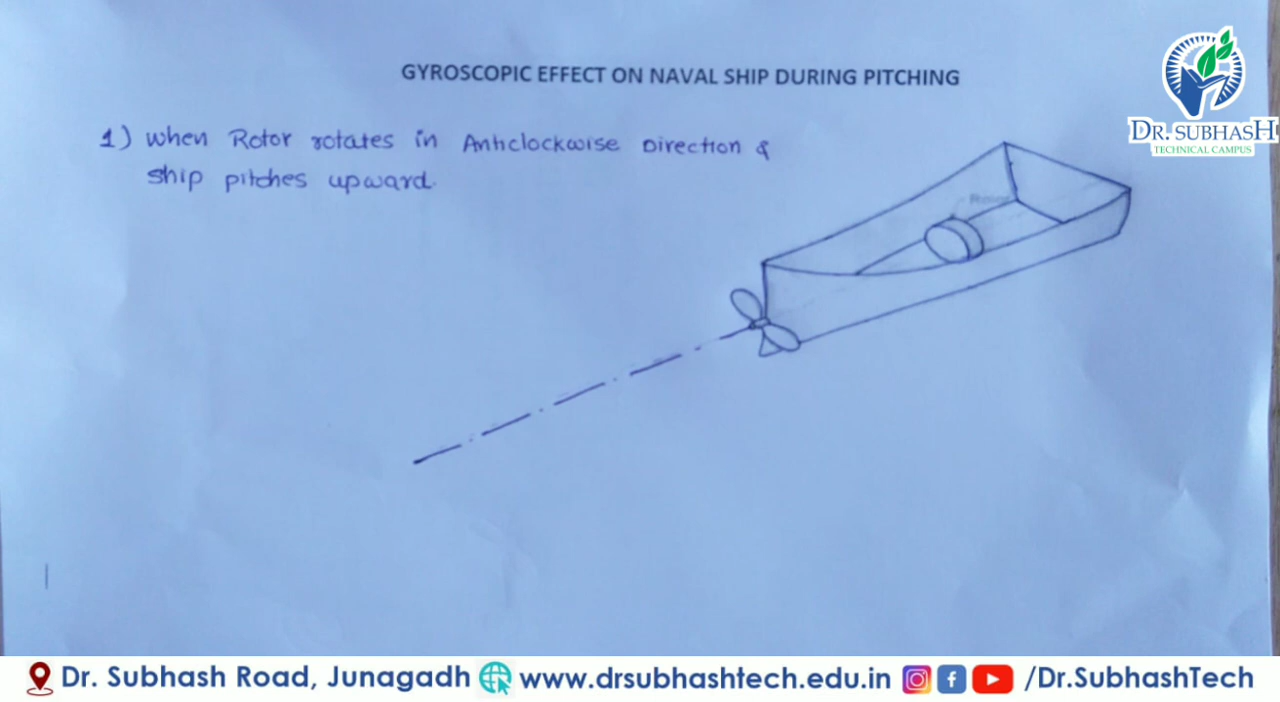 GYROSCOPIC EFFECT ON NAVAL SHIP DURING PITCHING
DR. SUBHASH
TECHNICAL CAMPUS
1) When Rotor rotates in Anticlockwise Direction &
ship pitches upward.
Dr. Subhash Road, Junagadh www.drsubhashtech.edu.in /Dr.SubhashTech